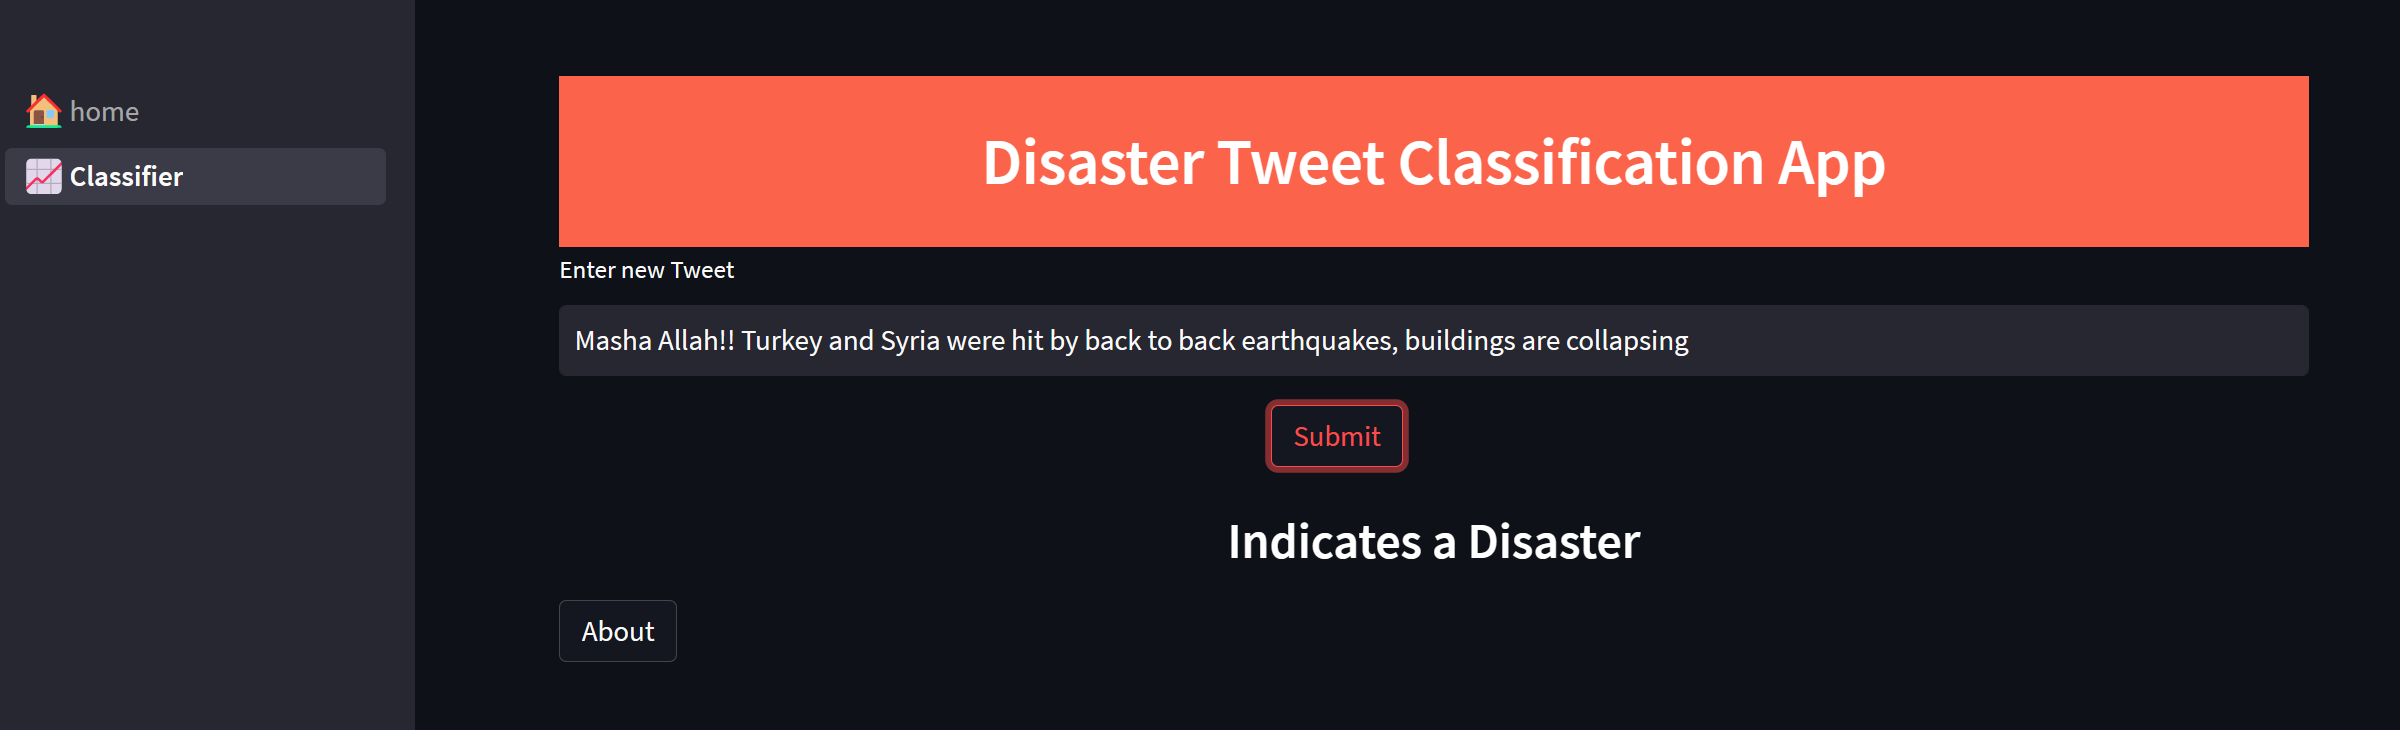 home
Classifier
Disaster Tweet Classification App
Enter new Tweet
Masha Allah!! Turkey and Syria were hit by back to back earthquakes, buildings are collapsing
Submit
Indicates a Disaster
About